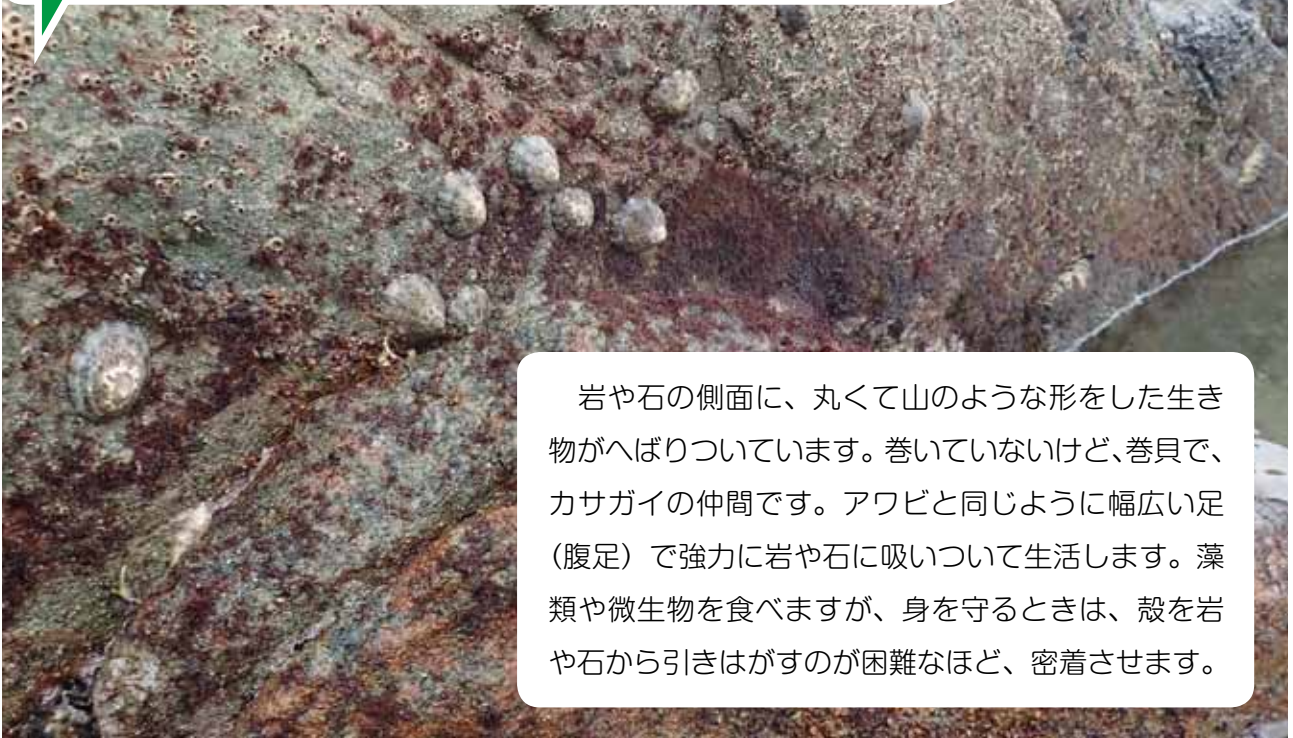 岩や石の側面に、丸くて山のような形をした生き
物がへばりついています。巻いていないけど、巻貝で、
カサガイの仲間です。アワビと同じように幅広い足
（腹足）で強力に岩や石に吸いついて生活します。藻
類や微生物を食べますが、身を守るときは、殻を岩
や石から引きはがすのが困難なほど、密着させます。